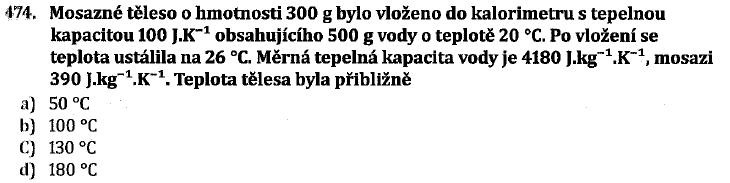 474. Mosazné těleso o hmotnosti 300 g bylo vloženo do kalorimetru s tepelnou
kapacitou 100 J.K⁻¹ obsahujícího 500 g vody o teplotě 20 °C. Po vložení se
teplota ustálila na 26 °C. Měrná tepelná kapacita vody je 4180 J.kg⁻¹.K⁻¹, mosazi
390 J.kg⁻¹.K⁻¹. Teplota tělesa byla přibližně
a) 50 °C
b) 100 °C
c) 130 °C
d) 180 °C